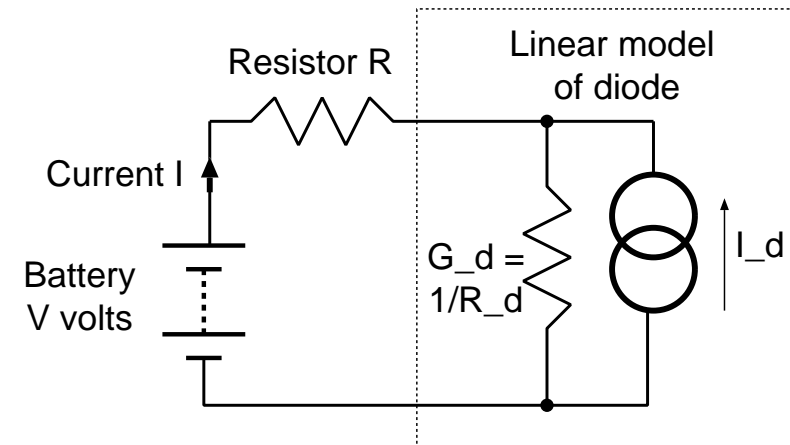 Linear model
of diode
Resistor R
Current I
Battery
V volts
G_d =
1/R_d
I_d